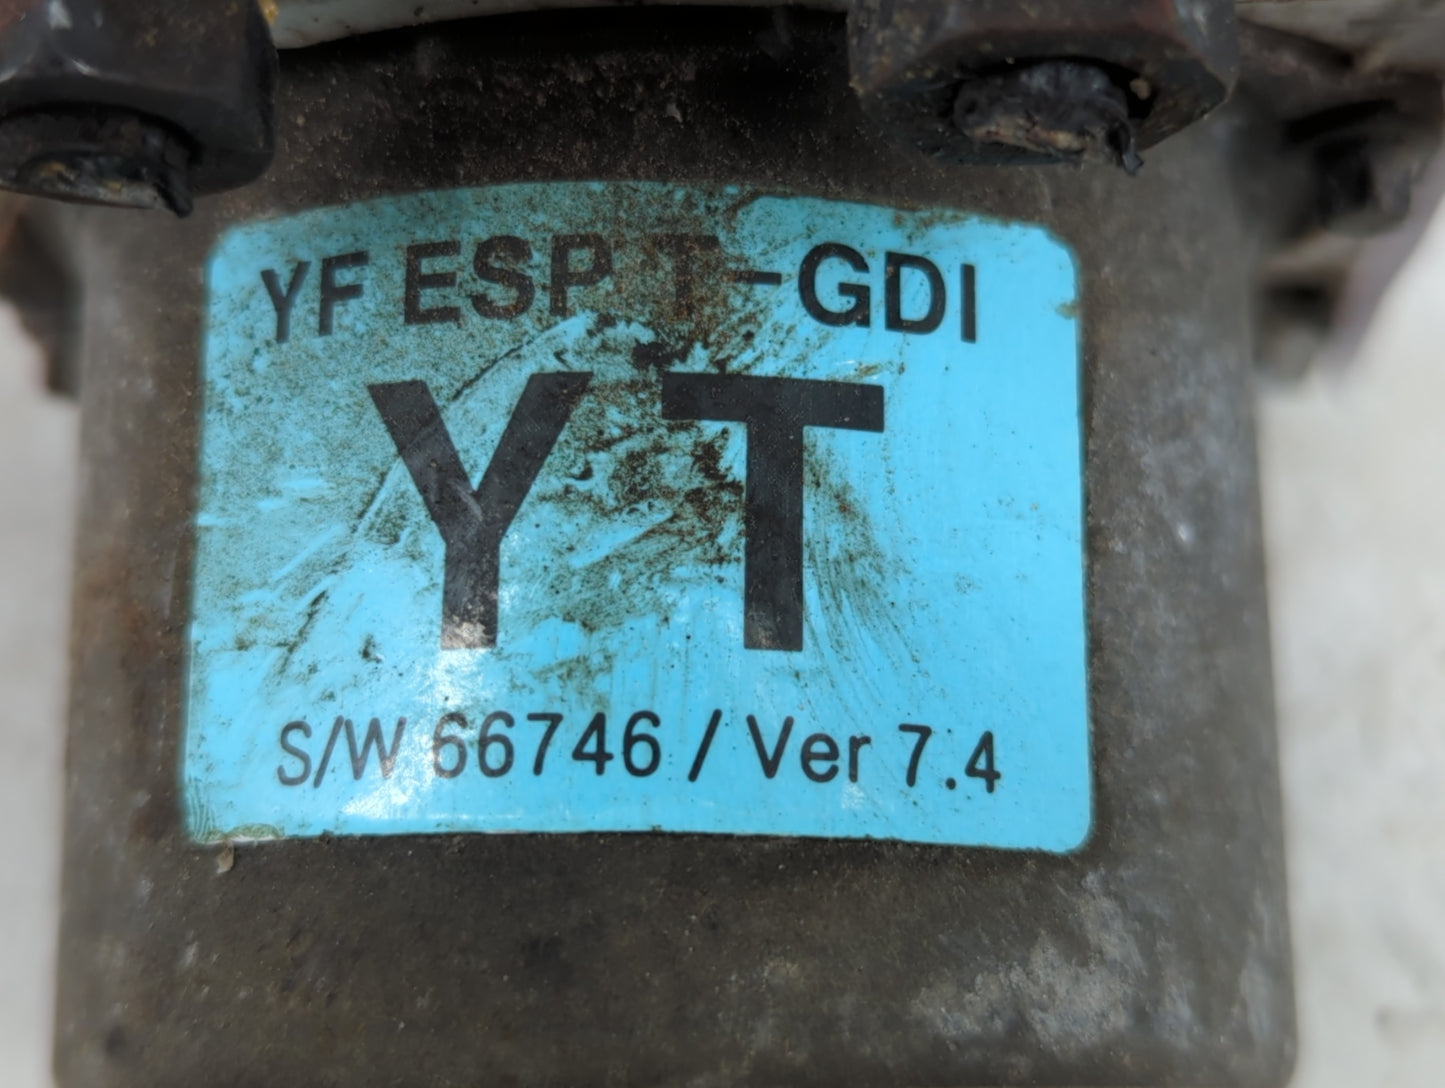 YF ESP T-GDI
YT
S/W 66746 / Ver 7.4